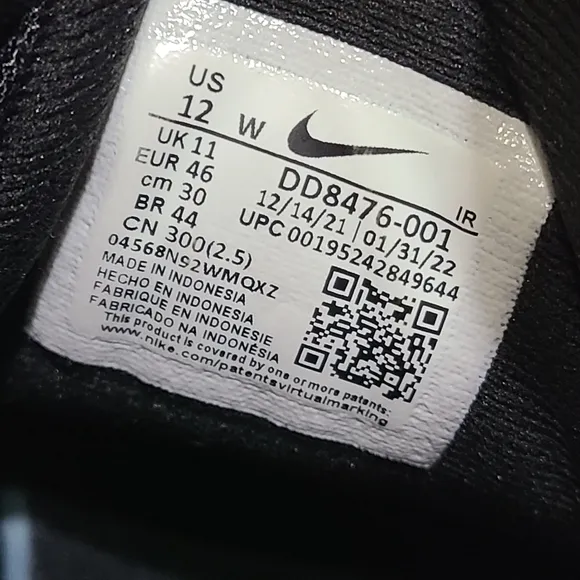 US
12 W
UK 11
EUR 46
cm 30
BR 44
CN 300(2.5)
04568N92WMQXZ
MADE IN INDONESIA
HECHO EN INDONESIA
FABRIQUE EN INDONESIE
FABRICADO NA INDONÉSIA
This product is covered by one or more patents:
www.nike.com/patentsvirtualmarking
IR
DD8476-001
12/14/21 | 01/31/22
UPC 00195242849644